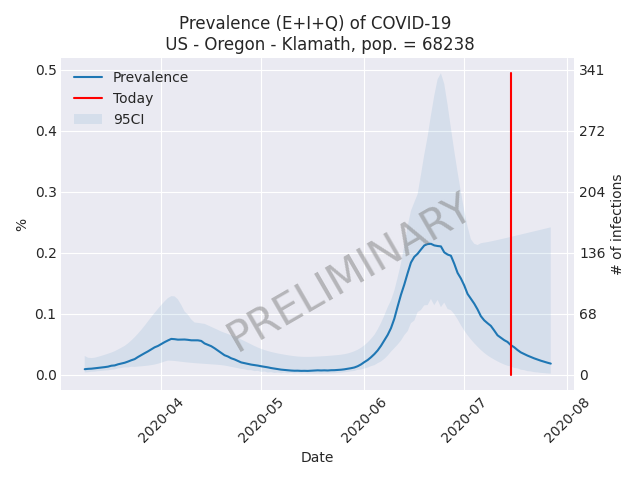 Prevalence (E+I+Q) of COVID-19
US - Oregon - Klamath, pop. = 68238
Prevalence
Today
95CI
0.5
0.4
0.3
0.2
0.1
0.0
%
341
272
204
136
68
0
# of infections
PRELIMINARY
2020-04
2020-05
2020-06
2020-07
2020-08
Date